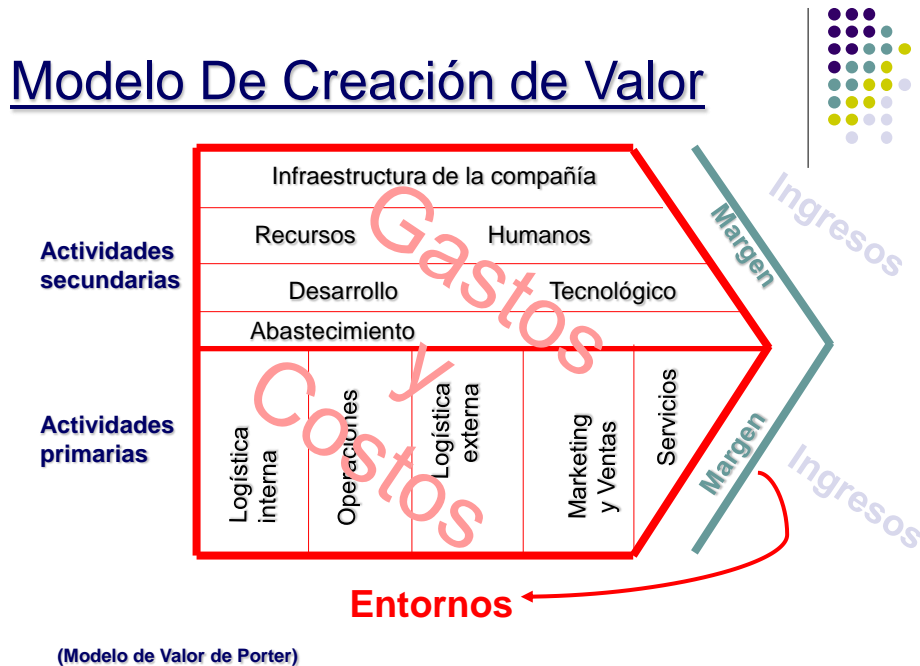 Modelo De Creación de Valor
Infraestructura de la compañía
Recursos Humanos
Desarrollo Tecnológico
Abastecimiento
Actividades
secundarias
Actividades
primarias
Logística
interna
Operaciones
Logística
externa
Marketing
y Ventas
Servicios
Gastos
y
Costos
Margen
Margen
Ingresos
Ingresos
Entornos
(Modelo de Valor de Porter)